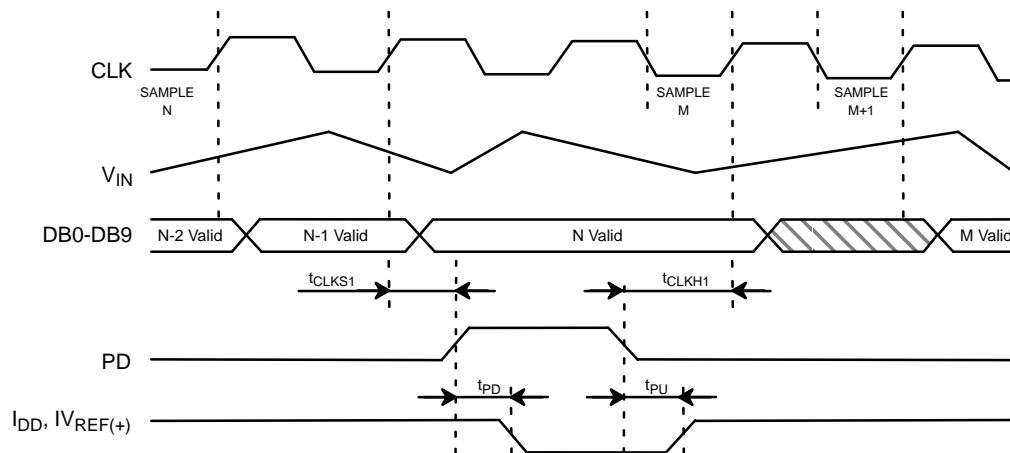 CLK
SAMPLE
N
SAMPLE
M
SAMPLE
M+1
VIN
DB0-DB9
N-2 Valid
N-1 Valid
N Valid
M Valid
tCLKS1
tCLKH1
PD
tPD
tPU
IDD, IVREF(+)